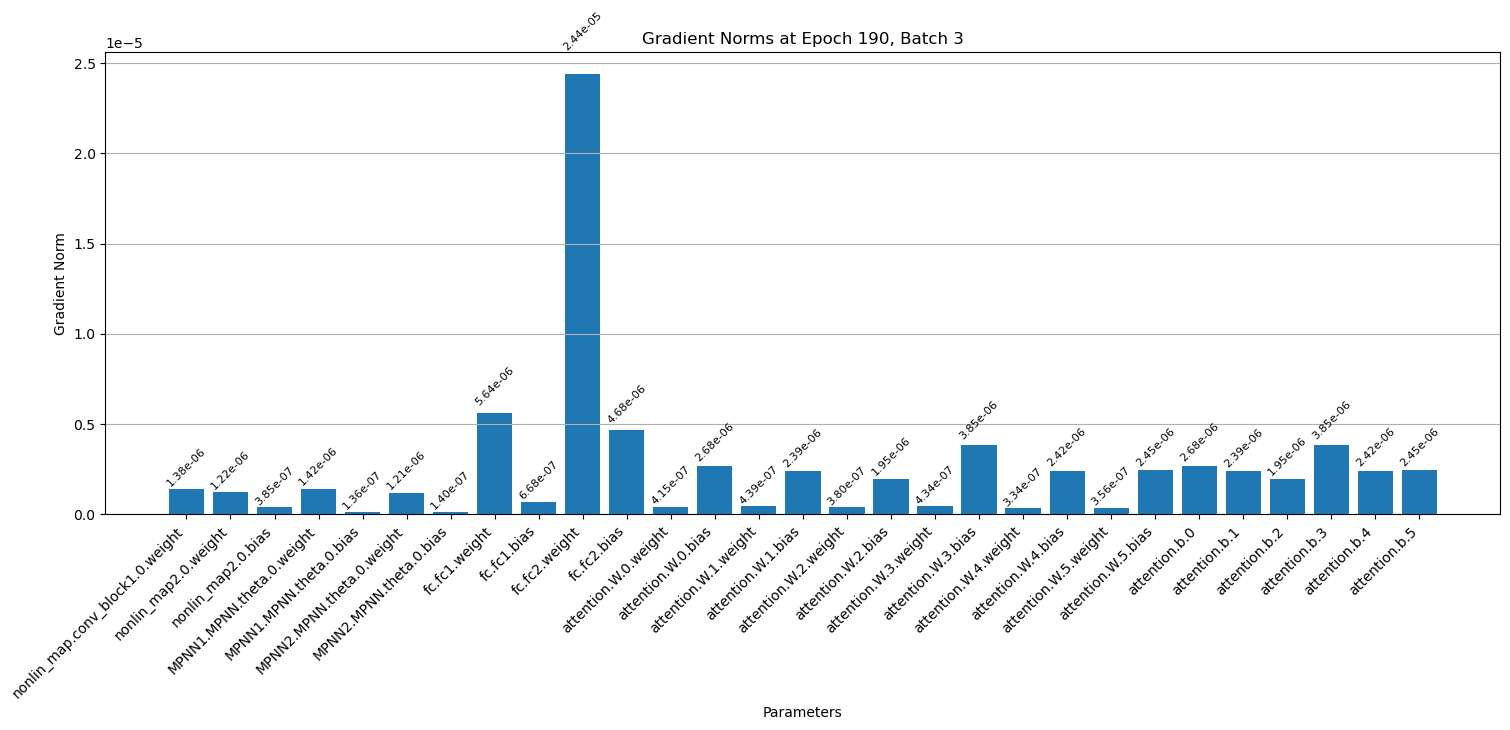 Gradient Norms at Epoch 190, Batch 3
1e−5
2.5
2.0
1.5
1.0
0.5
0.0
Gradient Norm
1.38e-06
1.22e-06
3.85e-07
1.42e-06
1.36e-07
1.21e-06
1.40e-07
5.64e-06
6.68e-07
2.44e-05
4.68e-06
4.15e-07
2.68e-06
4.39e-07
2.39e-06
3.80e-07
1.95e-06
4.34e-07
3.85e-06
3.34e-07
2.42e-06
3.56e-07
2.45e-06
2.68e-06
2.39e-06
1.95e-06
3.85e-06
2.42e-06
2.45e-06
nonlin_map.conv_block1.0.weight
nonlin_map2.0.weight
nonlin_map2.0.bias
MPNN1.MPNN.theta.0.weight
MPNN1.MPNN.theta.0.bias
MPNN2.MPNN.theta.0.weight
MPNN2.MPNN.theta.0.bias
fc.fc1.weight
fc.fc1.bias
fc.fc2.weight
fc.fc2.bias
attention.W.0.weight
attention.W.0.bias
attention.W.1.weight
attention.W.1.bias
attention.W.2.weight
attention.W.2.bias
attention.W.3.weight
attention.W.3.bias
attention.W.4.weight
attention.W.4.bias
attention.W.5.weight
attention.W.5.bias
attention.b.0
attention.b.1
attention.b.2
attention.b.3
attention.b.4
attention.b.5
Parameters